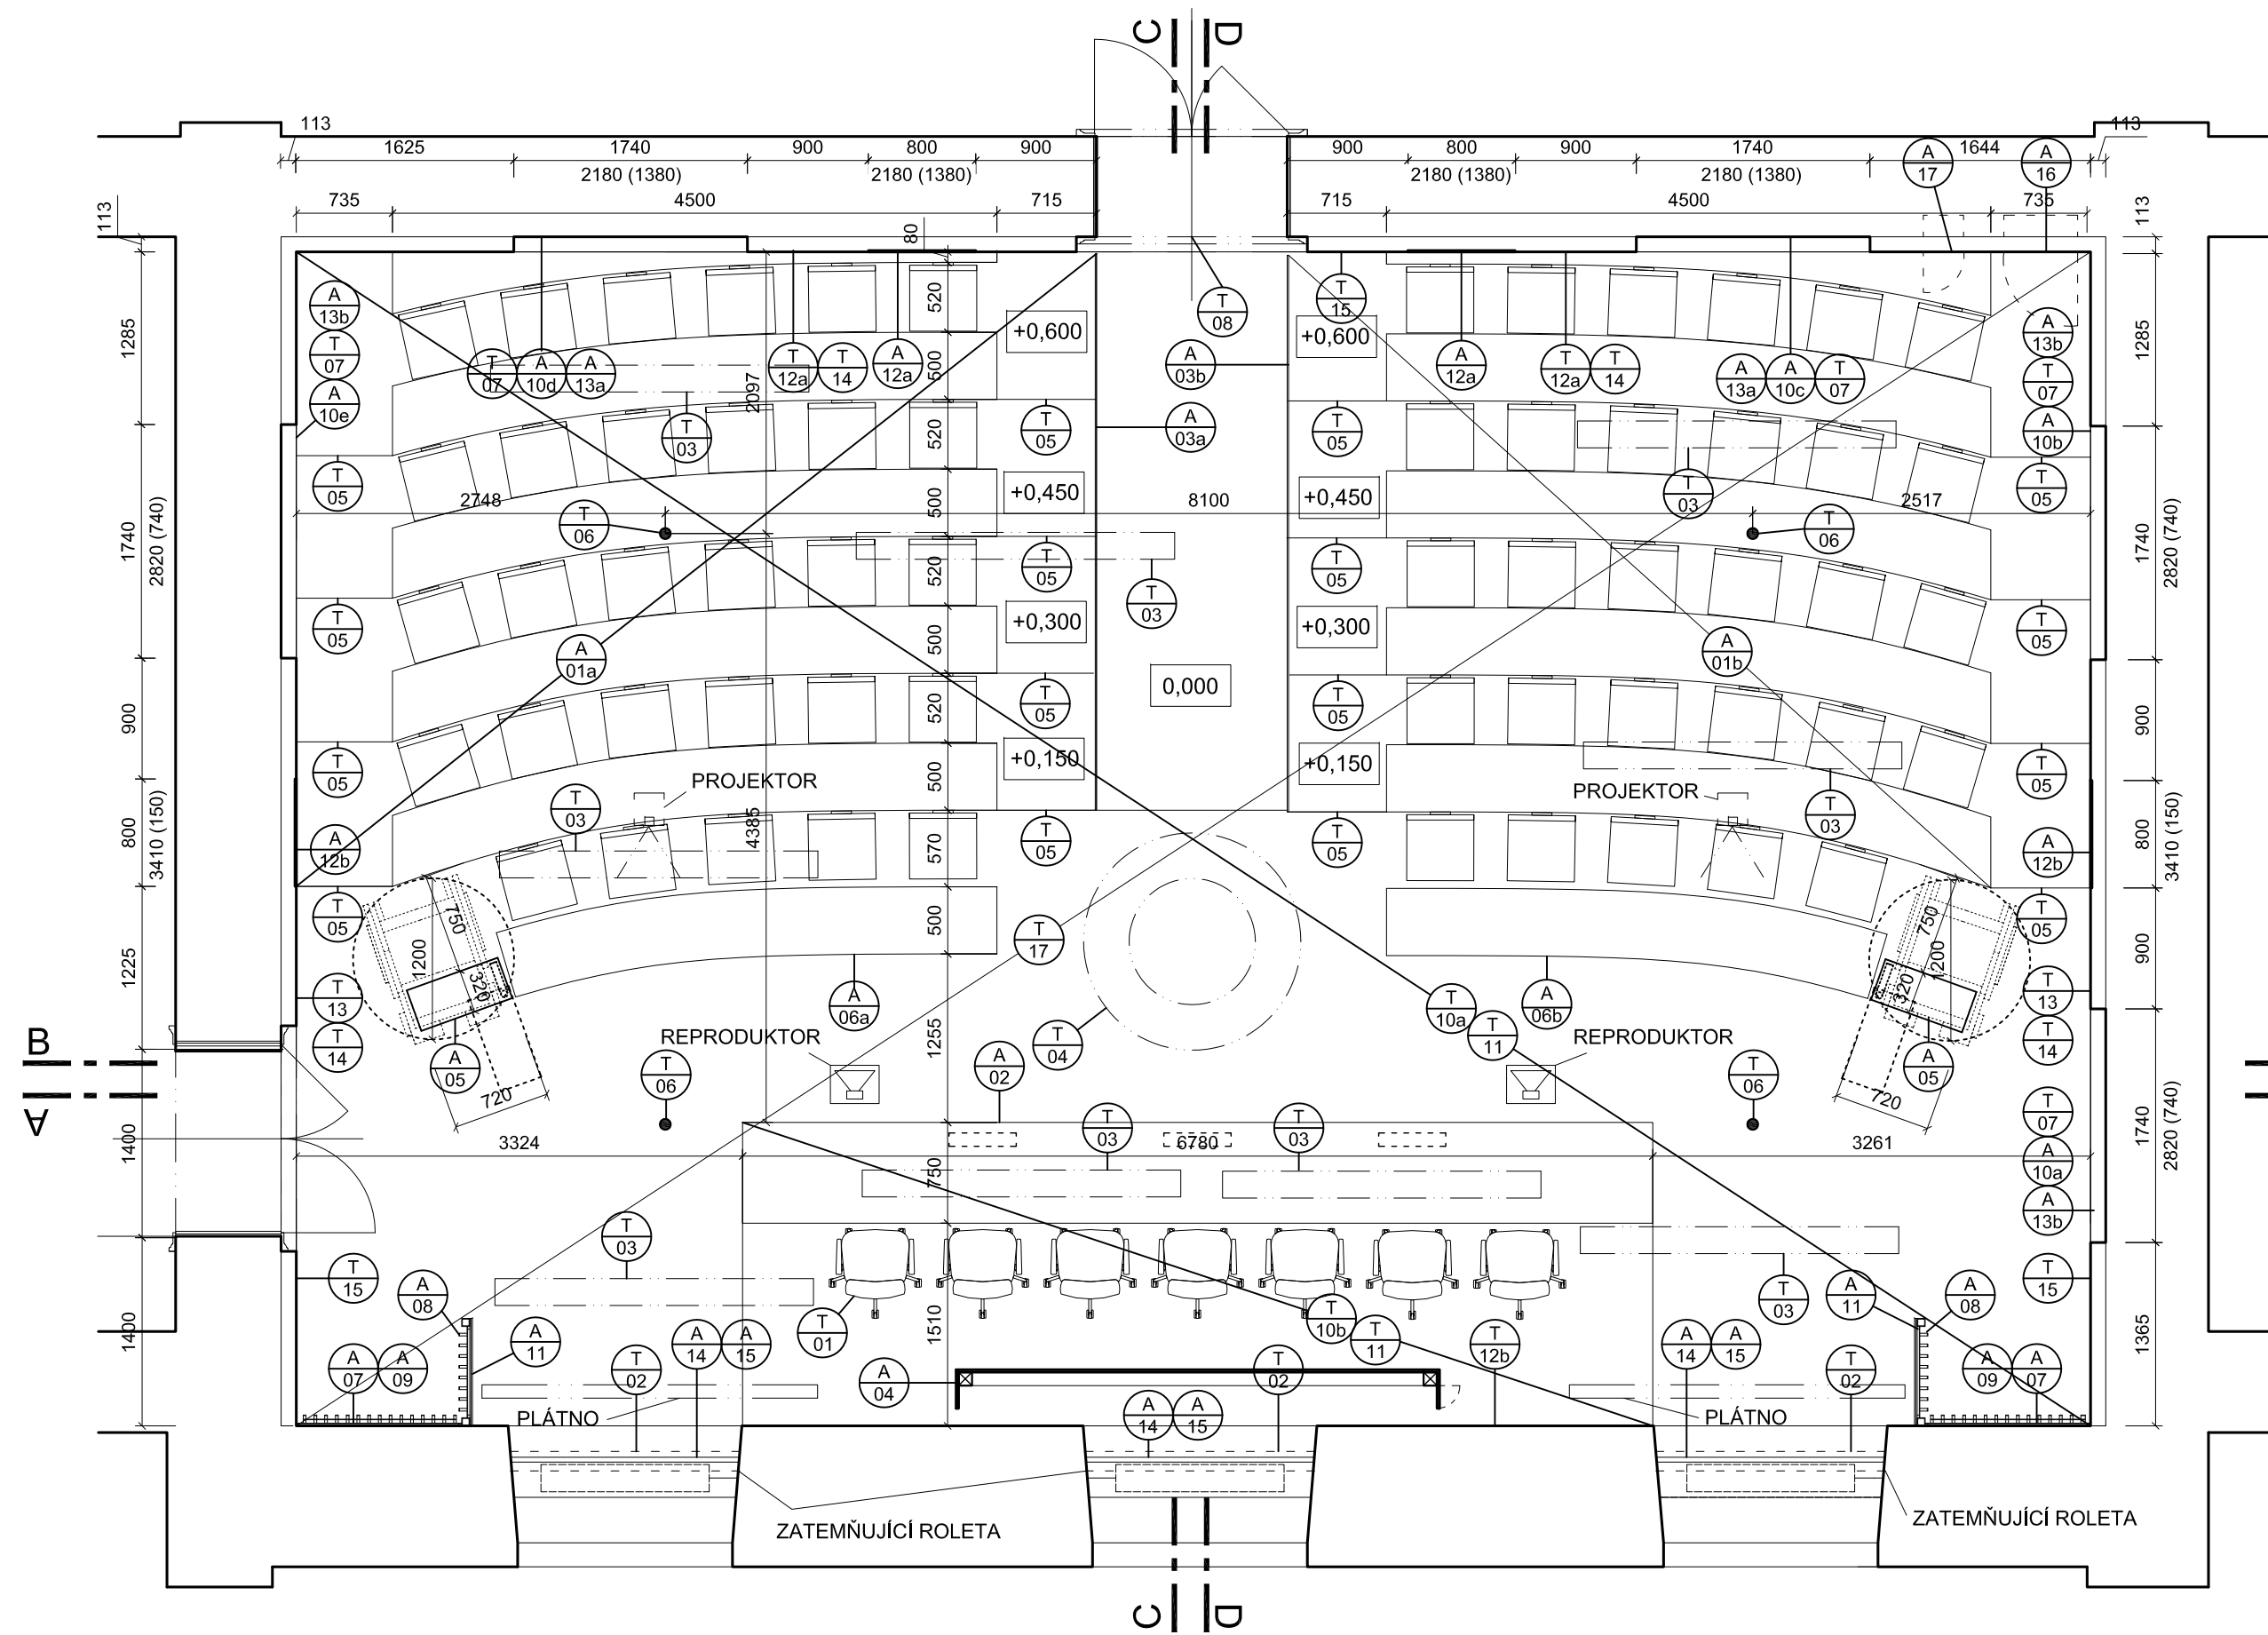 C D
113 113
1625 1740 900 800 900 900 800 900 1740 1644
2180 (1380) 2180 (1380) 2180 (1380) 2180 (1380)
A 17
A 16
735 4500 715 715 4500 735
113 80 113
A 13b
T 07
A 10e
520
+0,600
T 08
T 15
+0,600
A 13b
T 07
A 10b
1285 1285
T 07 A 10d A 13a
T 12a T 14
A 12a
500
A 03b
A 12a
T 12a T 14
A 13a A 10c T 07
2097
T 03
520
T 05
A 03a
T 05
T 05
2748
+0,450
8100
+0,450
T 03
2517
T 05
500
T 06
T 06
1740
2820 (740)
1740
2820 (740)
520
T 05
T 03
T 05
T 05
+0,300
+0,300
T 05
500
A 01a
A 01b
0,000
900
520
T 05
T 05
900
T 05
+0,150
+0,150
T 05
500
PROJEKTOR
PROJEKTOR
T 03
4385
T 03
800
3410 (150)
A 12b
570
T 05
T 05
A 12b
800
3410 (150)
T 05
750
1200
320
500
T 17
750
1200
320
T 05
1225
900
T 13
T 14
A 06a
T 10a
T 11
A 06b
T 13
T 14
REPRODUKTOR
1255
T 04
REPRODUKTOR
B
A 05
T 06
A 02
T 06
A 05
A
720
720
T 07
A 10a
A 13b
1400
3324
T 03
6780
T 03
3261
1740
2820 (740)
750
T 03
T 15
A 08
T 03
A 11
A 08
T 15
1400
A 11
T 01
1510
T 10b
T 11
T 12b
1365
A 07 A 09
T 02
A 14 A 15
A 04
T 02
A 14 A 15
T 02
A 09 A 07
PLÁTNO
A 14 A 15
PLÁTNO
ZATEMŇUJÍCÍ ROLETA
ZATEMŇUJÍCÍ ROLETA
C D